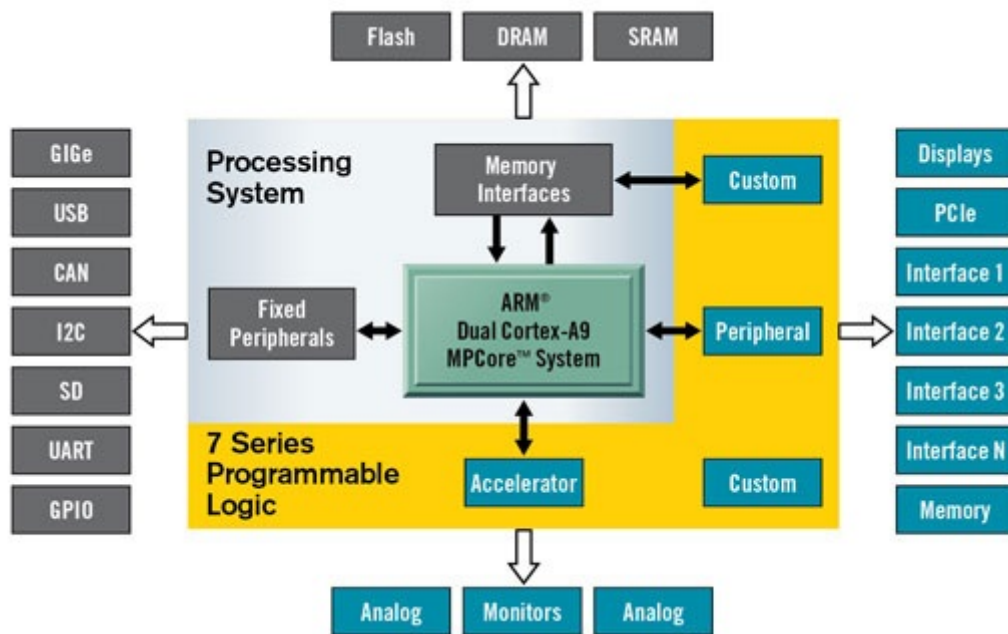 Flash
DRAM
SRAM
GIGe
USB
CAN
I2C
SD
UART
GPIO
Processing
System
Memory
Interfaces
Custom
Fixed
Peripherals
ARM®
Dual Cortex-A9
MPCore™ System
Peripheral
7 Series
Programmable
Logic
Accelerator
Custom
Displays
PCIe
Interface 1
Interface 2
Interface 3
Interface N
Memory
Analog
Monitors
Analog